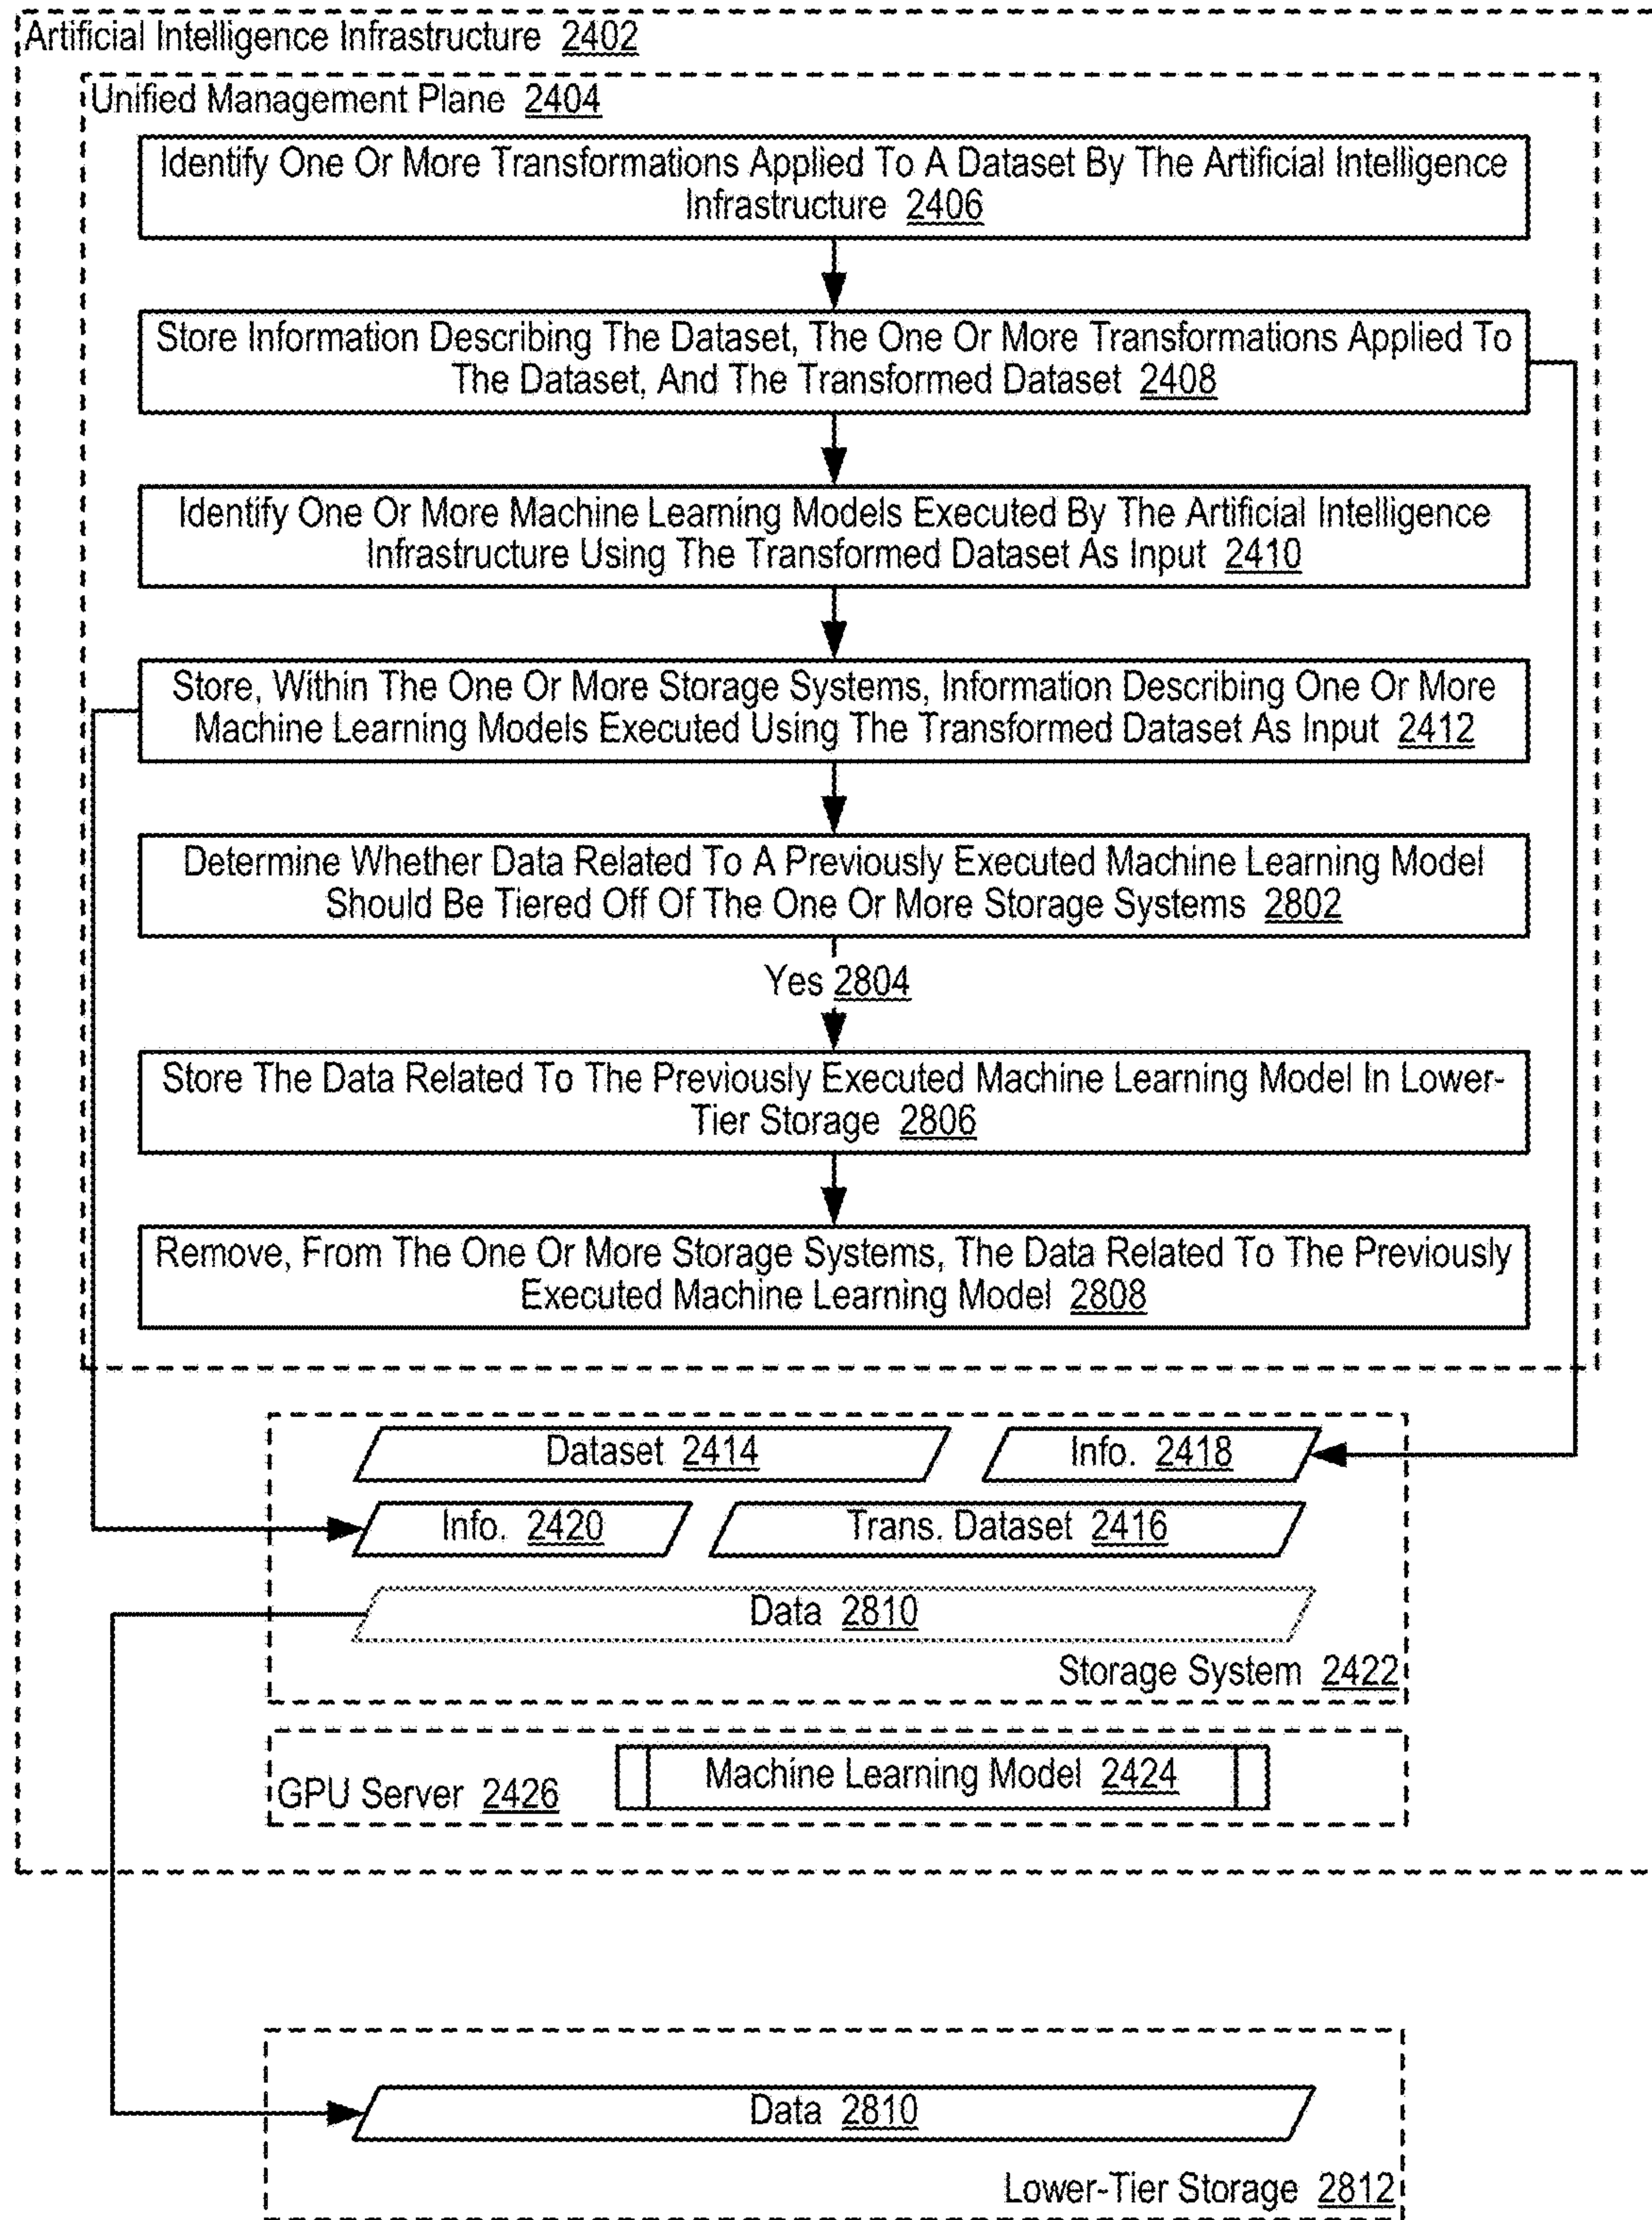 Artificial Intelligence Infrastructure 2402
Unified Management Plane 2404
Identify One Or More Transformations Applied To A Dataset By The Artificial Intelligence
Infrastructure 2406
Store Information Describing The Dataset, The One Or More Transformations Applied To
The Dataset, And The Transformed Dataset 2408
Identify One Or More Machine Learning Models Executed By The Artificial Intelligence
Infrastructure Using The Transformed Dataset As Input 2410
Store, Within The One Or More Storage Systems, Information Describing One Or More
Machine Learning Models Executed Using The Transformed Dataset As Input 2412
Determine Whether Data Related To A Previously Executed Machine Learning Model
Should Be Tiered Off Of The One Or More Storage Systems 2802
Yes 2804
Store The Data Related To The Previously Executed Machine Learning Model In Lower-
Tier Storage 2806
Remove, From The One Or More Storage Systems, The Data Related To The Previously
Executed Machine Learning Model 2808
Dataset 2414
Info. 2418
Info. 2420
Trans. Dataset 2416
Data 2810
Storage System 2422
Machine Learning Model 2424
GPU Server 2426
Data 2810
Lower-Tier Storage 2812